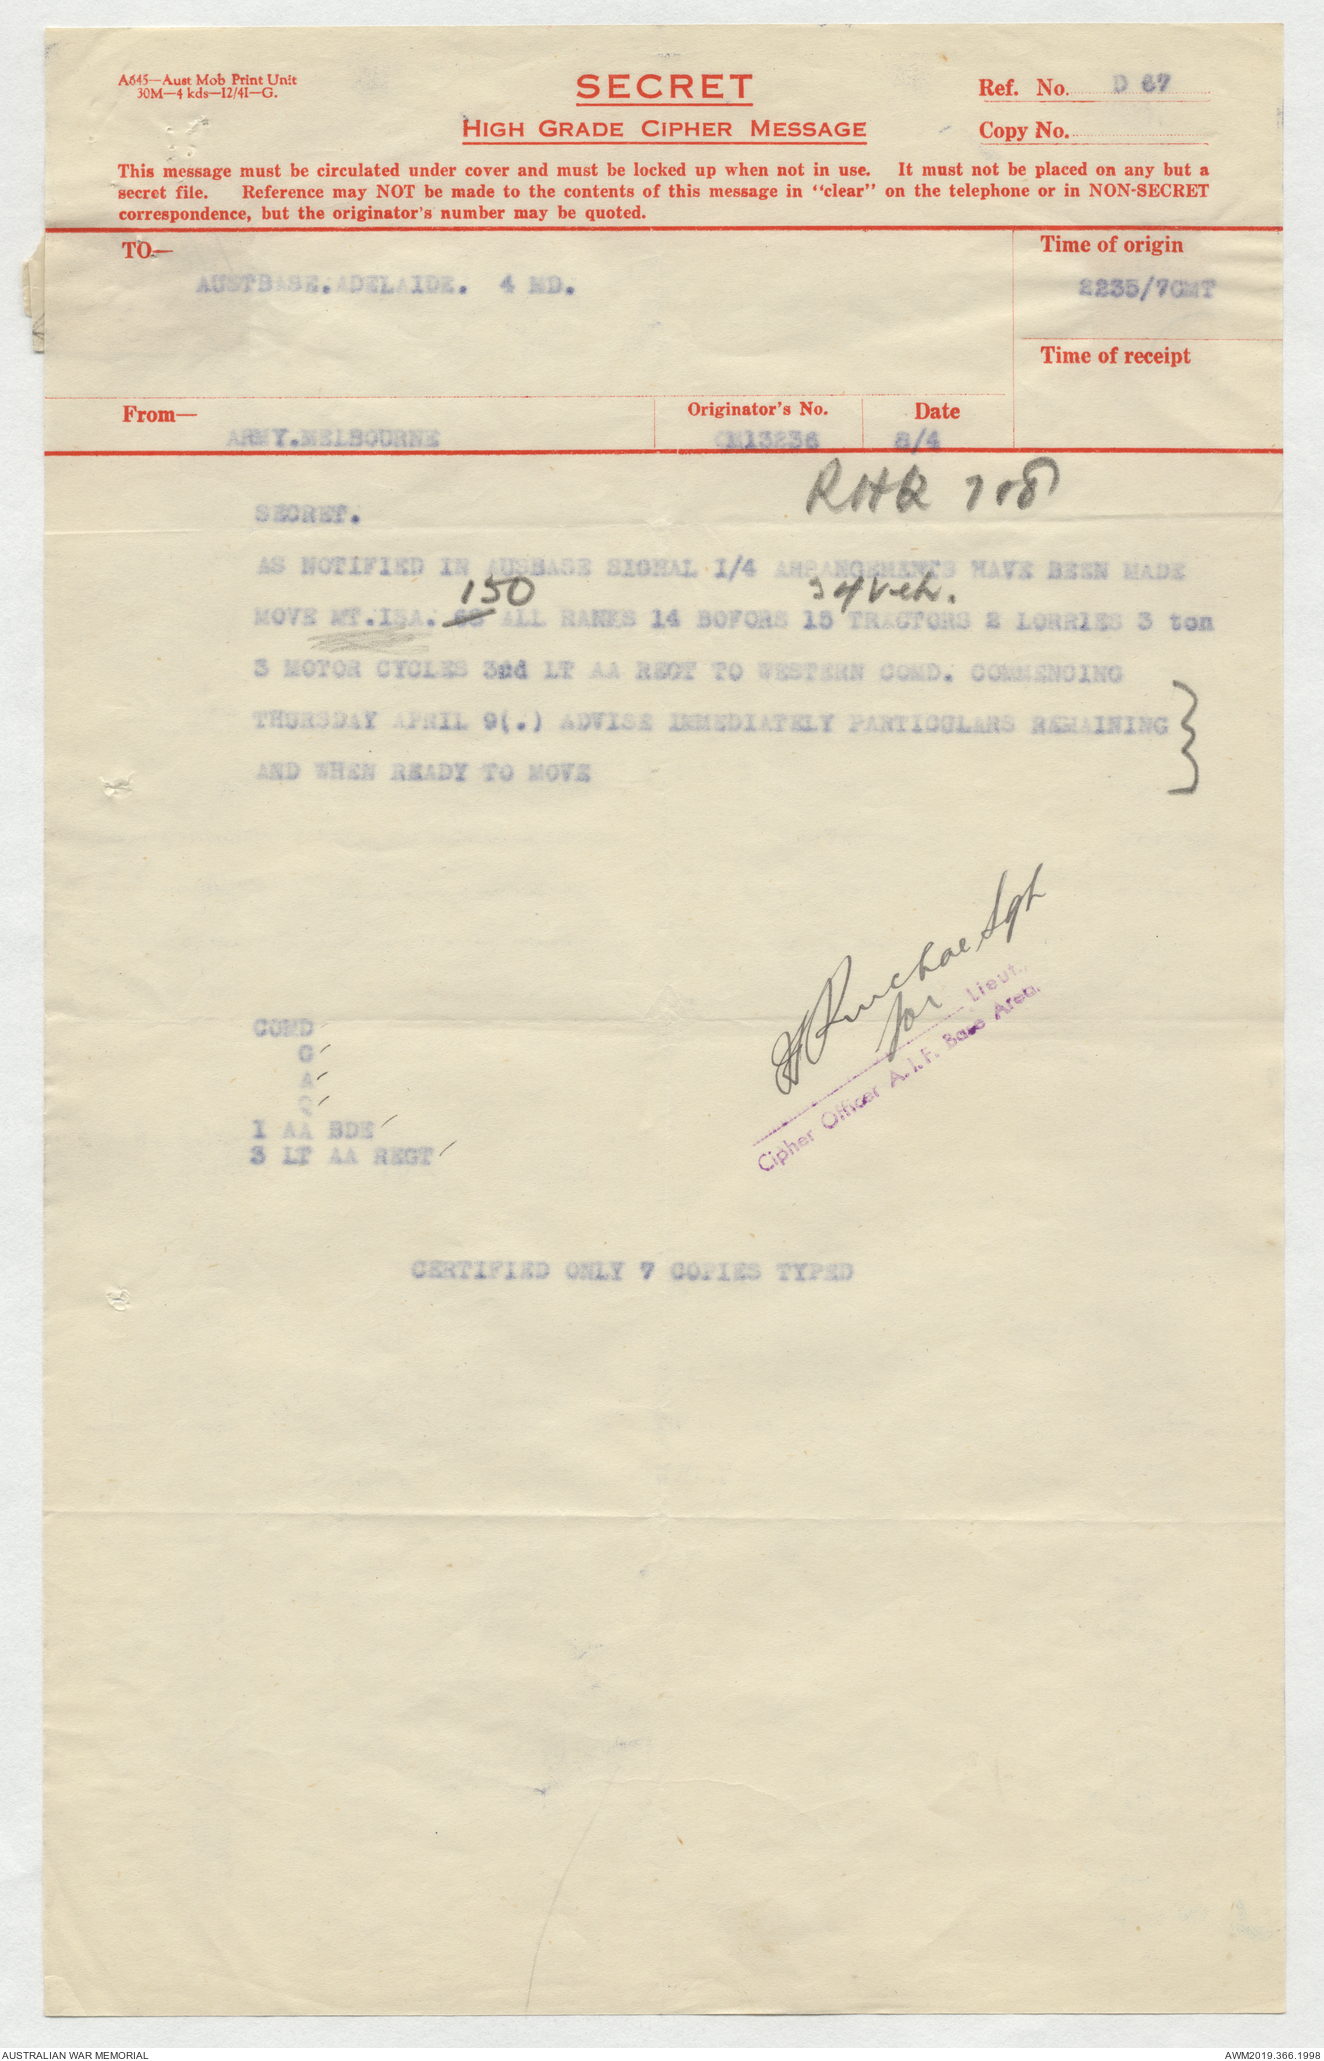 A645—Aust Mob Print Unit
30M—4 kds—12/41—G.
SECRET
HIGH GRADE CIPHER MESSAGE
Ref. No. D 67
Copy No.
This message must be circulated under cover and must be locked up when not in use. It must not be placed on any but a
secret file. Reference may NOT be made to the contents of this message in "clear" on the telephone or in NON-SECRET
correspondence, but the originator's number may be quoted.
TO—
AUSTBASE.ADELAIDE. 4 MD.
Time of origin
2235/7GMT
Time of receipt
From—
ARMY.MELBOURNE
Originator's No.
CM13236
Date
8/4
RHQ
SECRET.
AS NOTIFIED IN AUSBASE SIGNAL I/4 ARRANGEMENTS HAVE BEEN MADE
150 34 Veh.
MOVE MT.ISA. 68 ALL RANKS 14 BOFORS 15 TRACTORS 2 LORRIES 3 ton
3 MOTOR CYCLES 3nd LT AA REGT TO WESTERN COMD. COMMENCING
THURSDAY APRIL 9(.) ADVISE IMMEDIATELY PARTICULARS REMAINING
AND WHEN READY TO MOVE
Sgt
for
Lieut.
Cipher Officer A.I.F. Base Area.
COMD
G
A
Q
1 AA BDE
3 LT AA REGT
CERTIFIED ONLY 7 COPIES TYPED
AUSTRALIAN WAR MEMORIAL
AWM2019.366.1998